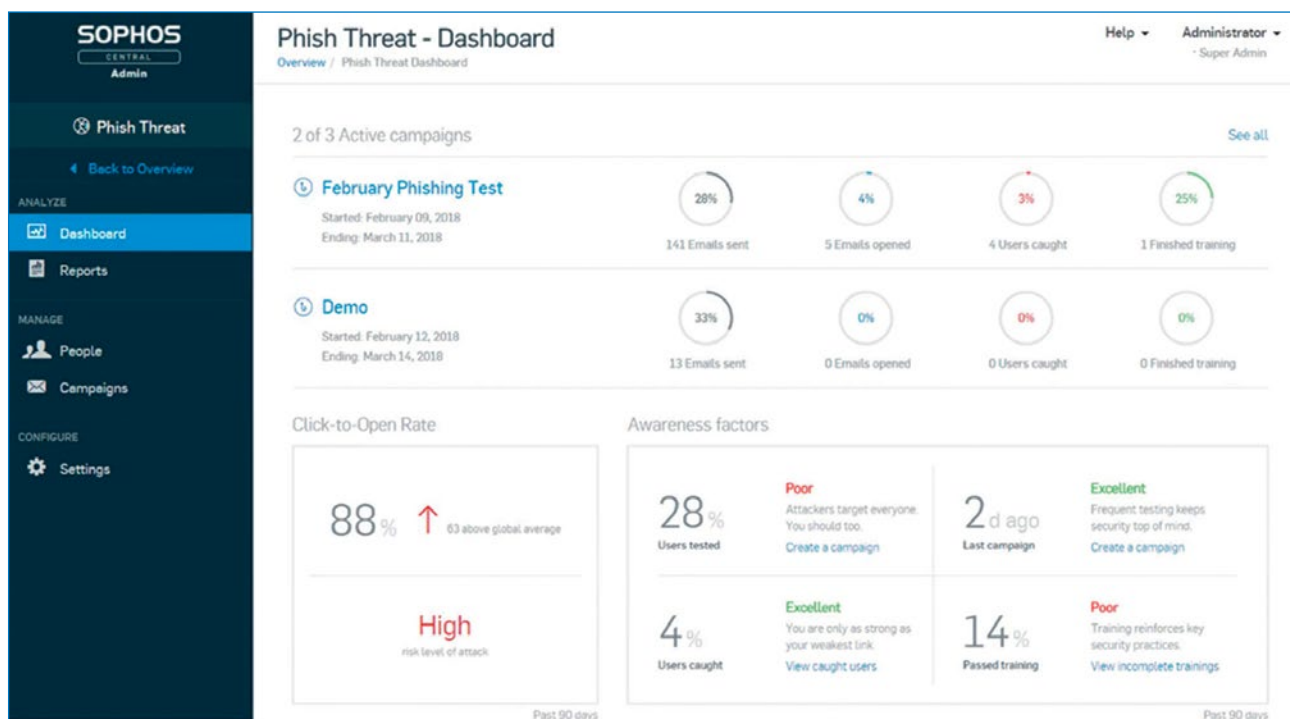 SOPHOS
CENTRAL
Admin
Phish Threat
Back to Overview
ANALYZE
Dashboard
Reports
MANAGE
People
Campaigns
CONFIGURE
Settings
Phish Threat - Dashboard
Overview / Phish Threat Dashboard
Help
Administrator
- Super Admin
2 of 3 Active campaigns
See all
February Phishing Test
Started: February 09, 2018
Ending: March 11, 2018
28%
141 Emails sent
4%
5 Emails opened
3%
4 Users caught
25%
1 Finished training
Demo
Started: February 12, 2018
Ending: March 14, 2018
33%
13 Emails sent
0%
0 Emails opened
0%
0 Users caught
0%
0 Finished training
Click-to-Open Rate
88%
63 above global average
High
risk level of attack
Past 90 days
Awareness factors
28%
Users tested
Poor
Attackers target everyone.
You should too.
Create a campaign
2 d ago
Last campaign
Excellent
Frequent testing keeps
security top of mind.
Create a campaign
4%
Users caught
Excellent
You are only as strong as
your weakest link.
View caught users
14%
Passed training
Poor
Training reinforces key
security practices.
View incomplete trainings
Past 90 days